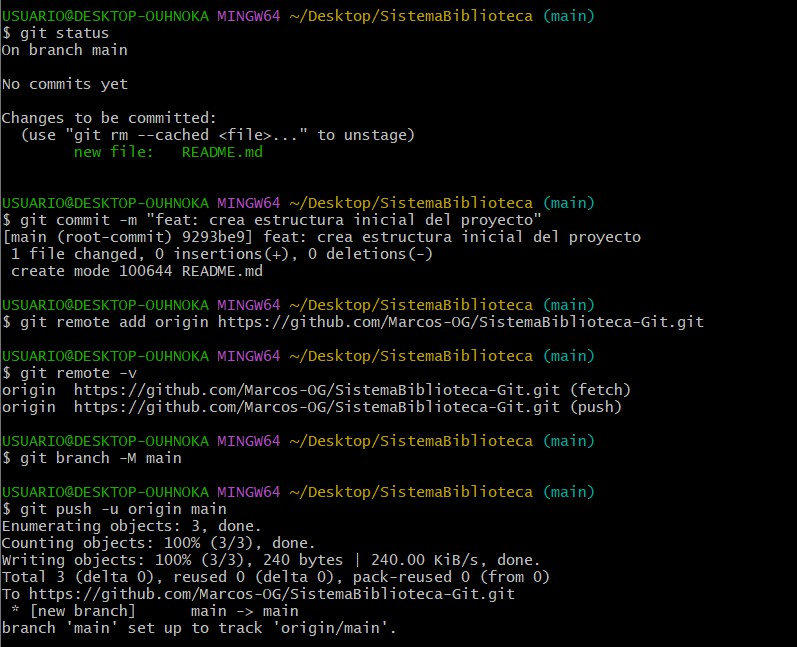 USUARIO@DESKTOP-OUHNOKA MINGW64 ~/Desktop/SistemaBiblioteca (main)
$ git status
On branch main
No commits yet
Changes to be committed:
  (use "git rm --cached <file>..." to unstage)
        new file:   README.md
USUARIO@DESKTOP-OUHNOKA MINGW64 ~/Desktop/SistemaBiblioteca (main)
$ git commit -m "feat: crea estructura inicial del proyecto"
[main (root-commit) 9293be9] feat: crea estructura inicial del proyecto
 1 file changed, 0 insertions(+), 0 deletions(-)
 create mode 100644 README.md
USUARIO@DESKTOP-OUHNOKA MINGW64 ~/Desktop/SistemaBiblioteca (main)
$ git remote add origin https://github.com/Marcos-OG/SistemaBiblioteca-Git.git
USUARIO@DESKTOP-OUHNOKA MINGW64 ~/Desktop/SistemaBiblioteca (main)
$ git remote -v
origin  https://github.com/Marcos-OG/SistemaBiblioteca-Git.git (fetch)
origin  https://github.com/Marcos-OG/SistemaBiblioteca-Git.git (push)
USUARIO@DESKTOP-OUHNOKA MINGW64 ~/Desktop/SistemaBiblioteca (main)
$ git branch -M main
USUARIO@DESKTOP-OUHNOKA MINGW64 ~/Desktop/SistemaBiblioteca (main)
$ git push -u origin main
Enumerating objects: 3, done.
Counting objects: 100% (3/3), done.
Writing objects: 100% (3/3), 240 bytes | 240.00 KiB/s, done.
Total 3 (delta 0), reused 0 (delta 0), pack-reused 0 (from 0)
To https://github.com/Marcos-OG/SistemaBiblioteca-Git.git
 * [new branch]      main -> main
branch 'main' set up to track 'origin/main'.